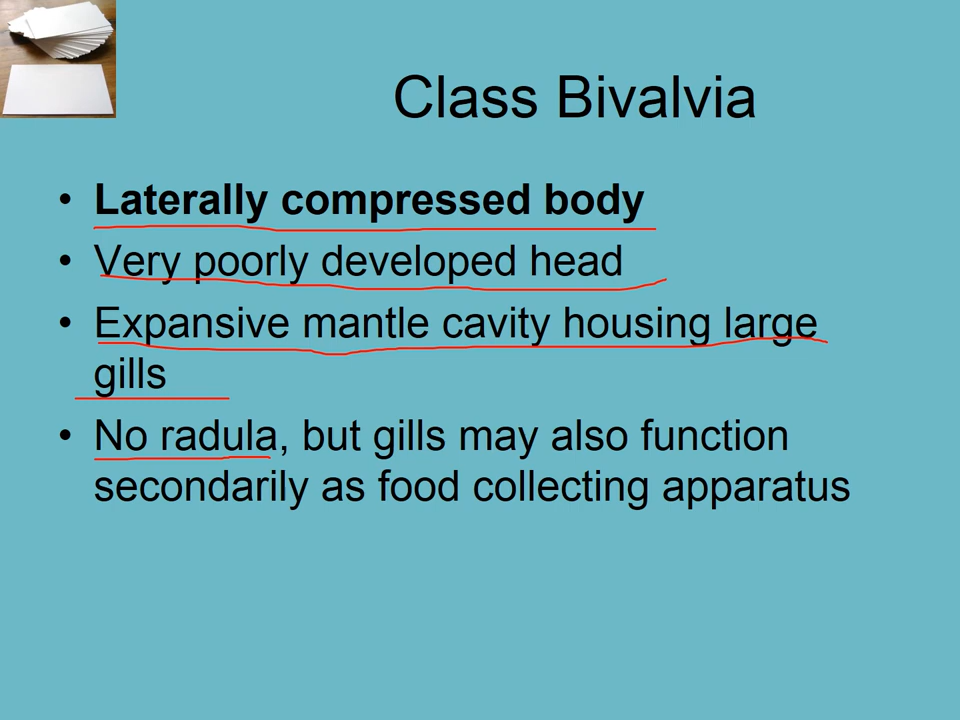 Class Bivalvia
• Laterally compressed body
• Very poorly developed head
• Expansive mantle cavity housing large
gills
• No radula, but gills may also function
secondarily as food collecting apparatus